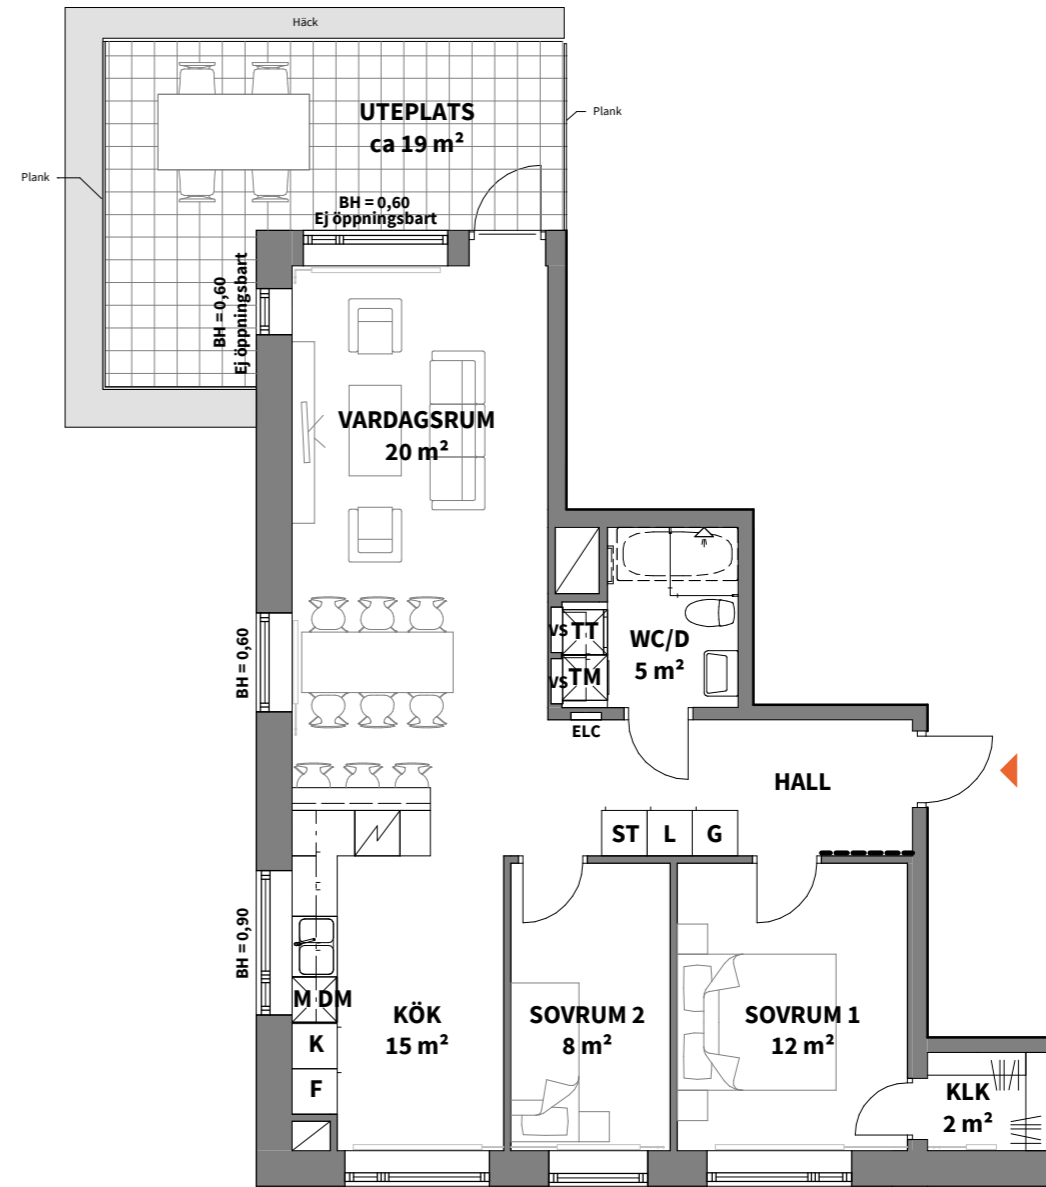 Häck
UTEPLATS
ca 19 m²
Plank
Plank
BH = 0,60
Ej öppningsbart
BH = 0,60
Ej öppningsbart
VARDAGSRUM
20 m²
VS TT
WC/D
5 m²
VS TM
ELC
BH = 0,60
HALL
ST L G
BH = 0,90
M DM
KÖK
15 m²
SOVRUM 2
8 m²
SOVRUM 1
12 m²
K
F
KLK
2 m²